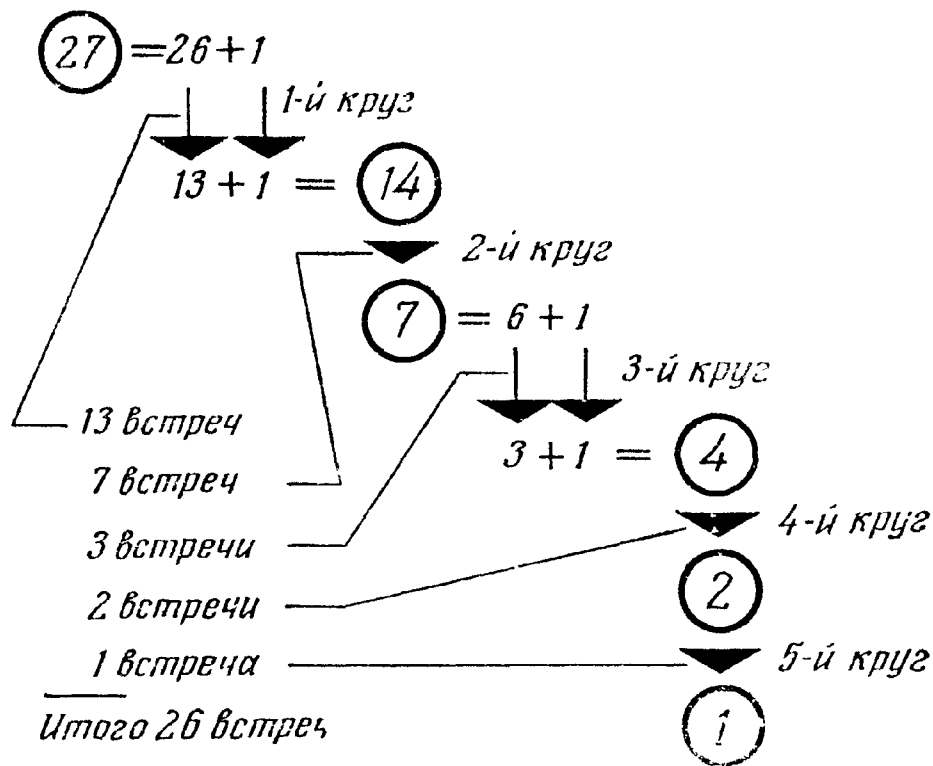 27 = 26 + 1
1-й круг
13 + 1 = 14
2-й круг
7 = 6 + 1
3-й круг
13 встреч
3 + 1 = 4
7 встреч
4-й круг
3 встречи
2 встречи
2
1 встреча
5-й круг
Итого 26 встреч
1